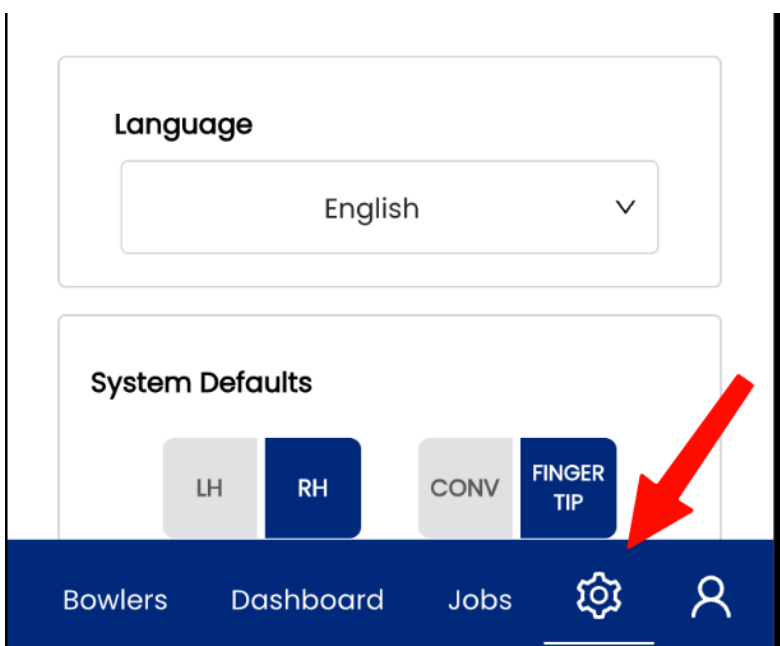 Language
English
System Defaults
LH RH CONV FINGER TIP
Bowlers Dashboard Jobs